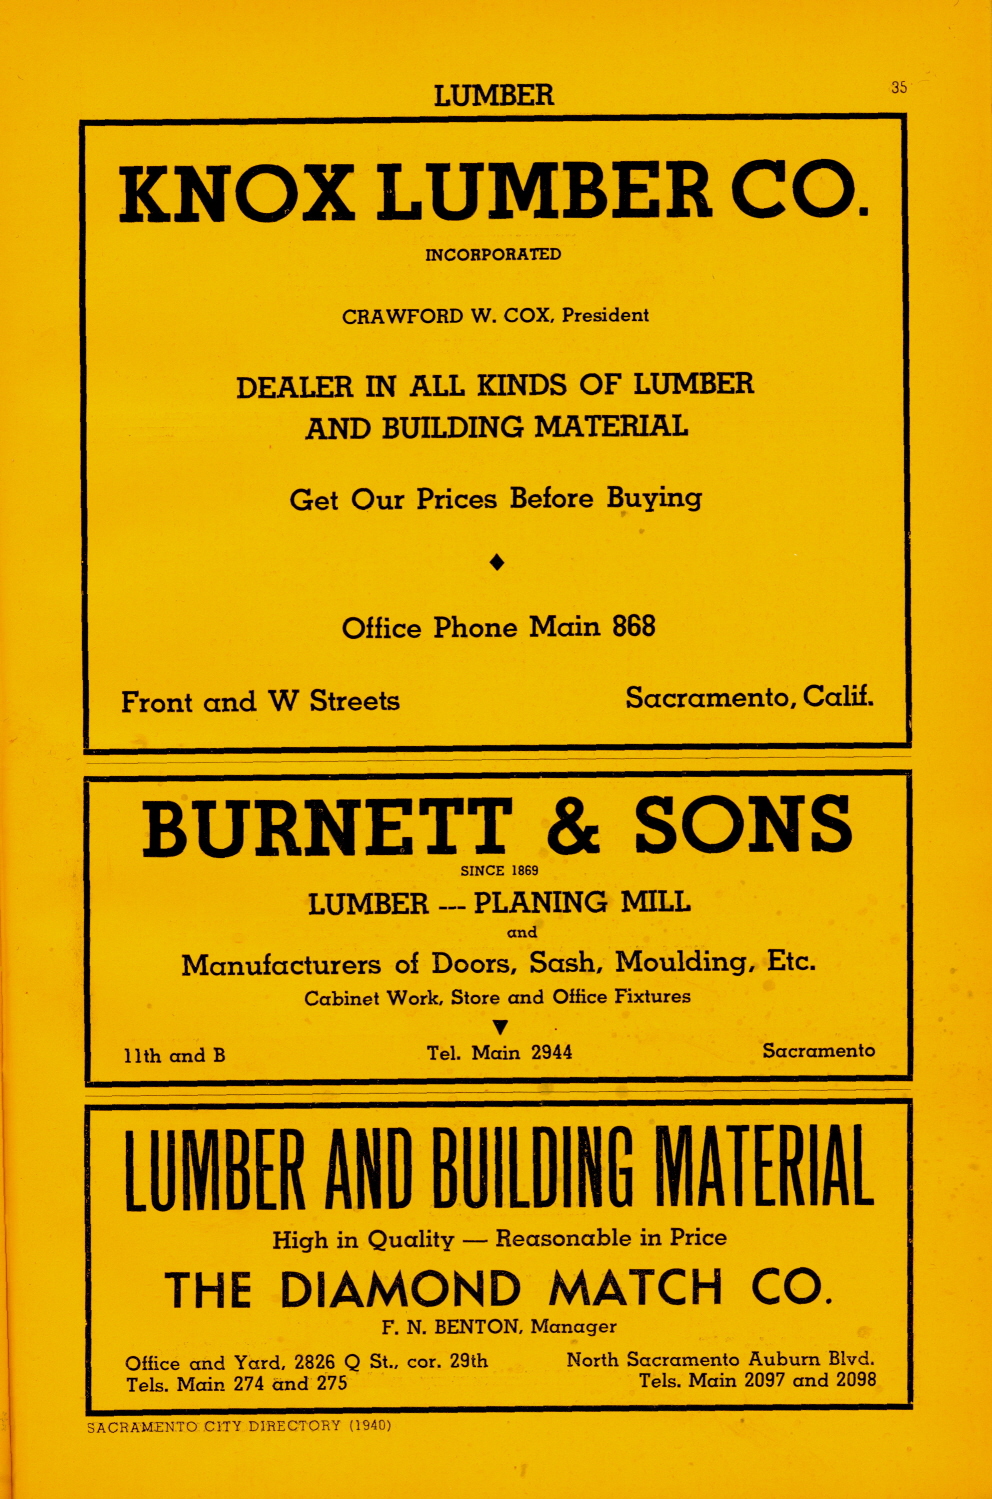 LUMBER
35
KNOX LUMBER CO.
INCORPORATED
CRAWFORD W. COX, President
DEALER IN ALL KINDS OF LUMBER
AND BUILDING MATERIAL
Get Our Prices Before Buying
Office Phone Main 868
Front and W Streets Sacramento, Calif.
BURNETT & SONS
SINCE 1869
LUMBER --- PLANING MILL
and
Manufacturers of Doors, Sash, Moulding, Etc.
Cabinet Work, Store and Office Fixtures
11th and B Tel. Main 2944 Sacramento
LUMBER AND BUILDING MATERIAL
High in Quality — Reasonable in Price
THE DIAMOND MATCH CO.
F. N. BENTON, Manager
Office and Yard, 2826 Q St., cor. 29th North Sacramento Auburn Blvd.
Tels. Main 274 and 275 Tels. Main 2097 and 2098
SACRAMENTO CITY DIRECTORY (1940)